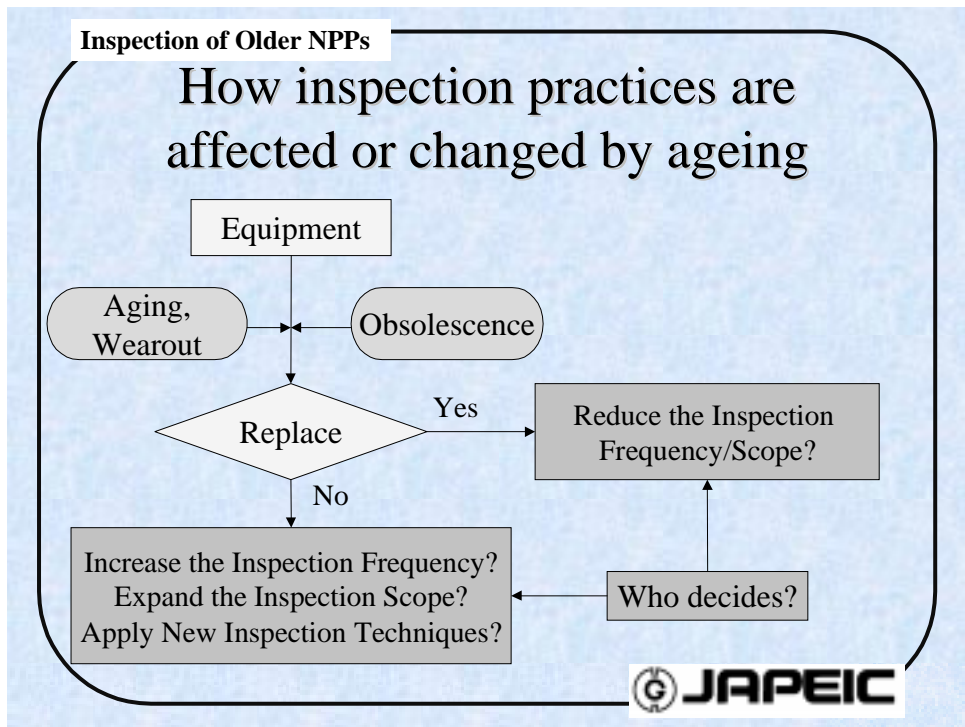 Inspection of Older NPPs
How inspection practices are
affected or changed by ageing
Equipment
Aging,
Wearout
Obsolescence
Replace
Yes
Reduce the Inspection
Frequency/Scope?
No
Increase the Inspection Frequency?
Expand the Inspection Scope?
Apply New Inspection Techniques?
Who decides?
JAPEIC